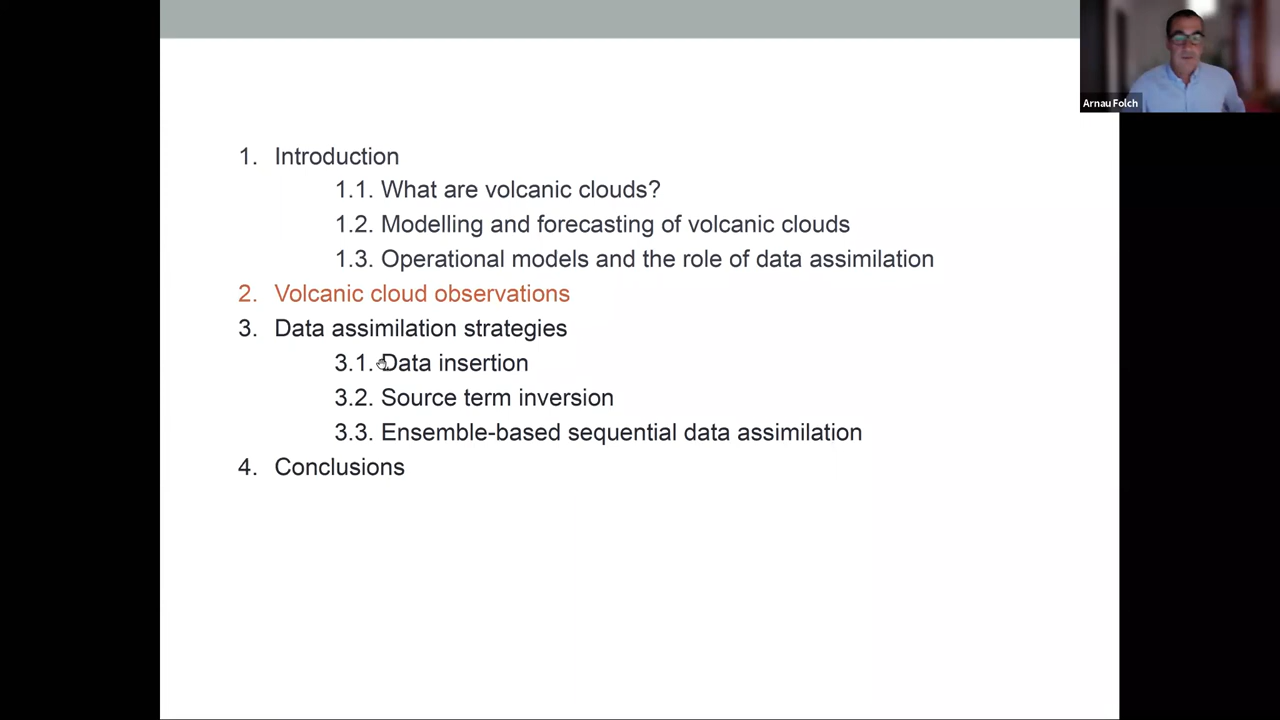 Arnau Folch
1. Introduction
1.1. What are volcanic clouds?
1.2. Modelling and forecasting of volcanic clouds
1.3. Operational models and the role of data assimilation
2. Volcanic cloud observations
3. Data assimilation strategies
3.1. Data insertion
3.2. Source term inversion
3.3. Ensemble-based sequential data assimilation
4. Conclusions